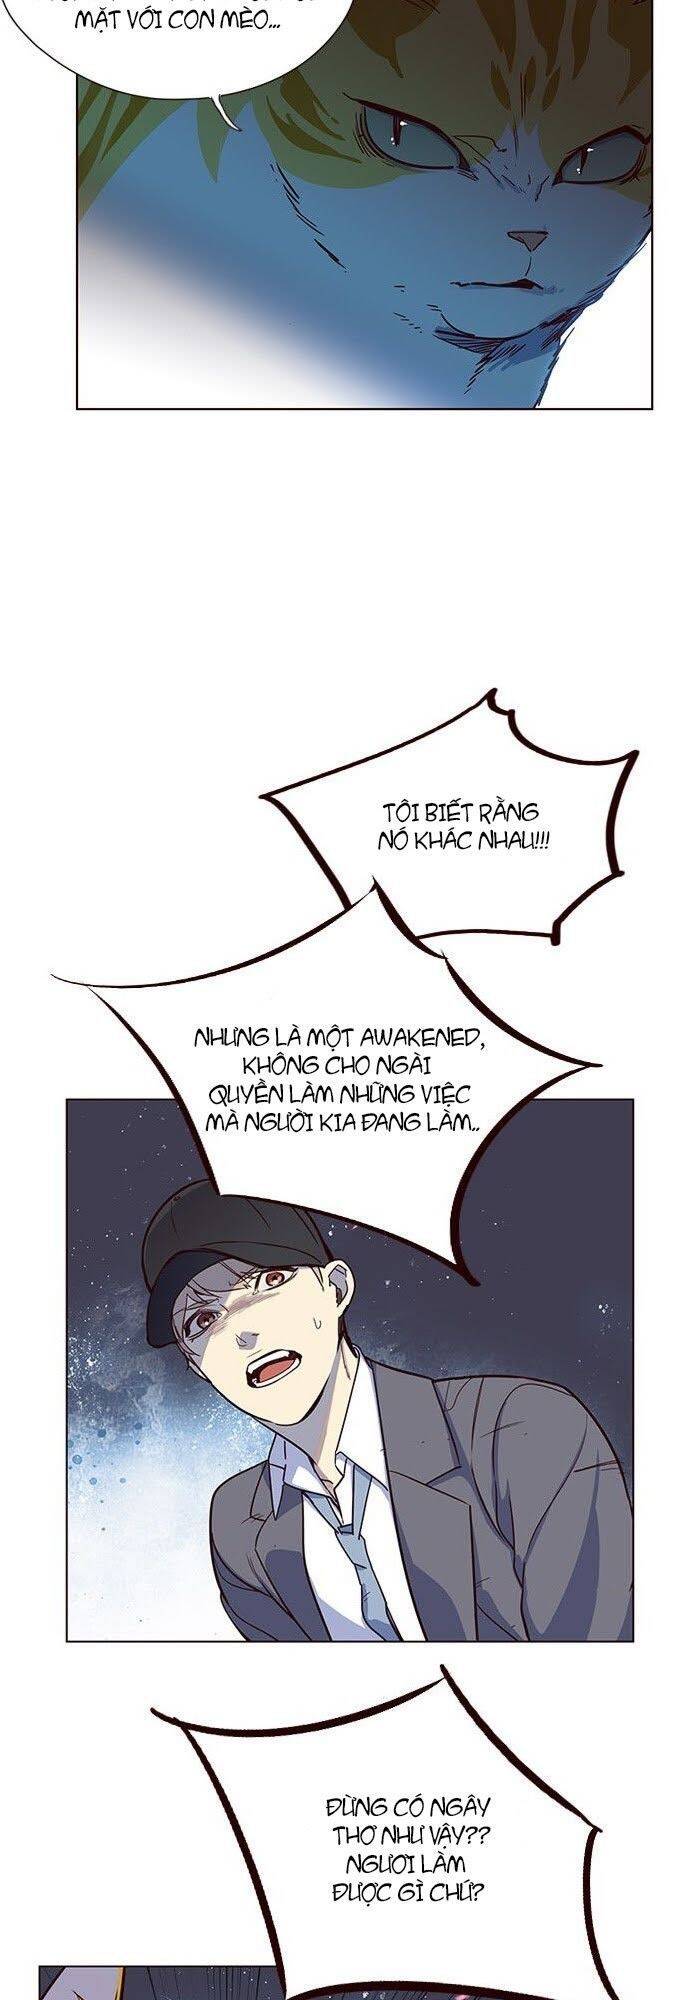 MẶT VỚI CON MÈO...
TÔI BIẾT RẰNG
NÓ KHÁC NHAU!!!
NHƯNG LÀ MỘT AWAKENED,
KHÔNG CHO NGÀI
QUYỀN LÀM NHỮNG VIỆC
MÀ NGƯỜI KIA ĐANG LÀM..
ĐỪNG CÓ NGÂY
THƠ NHƯ VẬY??
NGƯƠI LÀM
ĐƯỢC GÌ CHỨ?